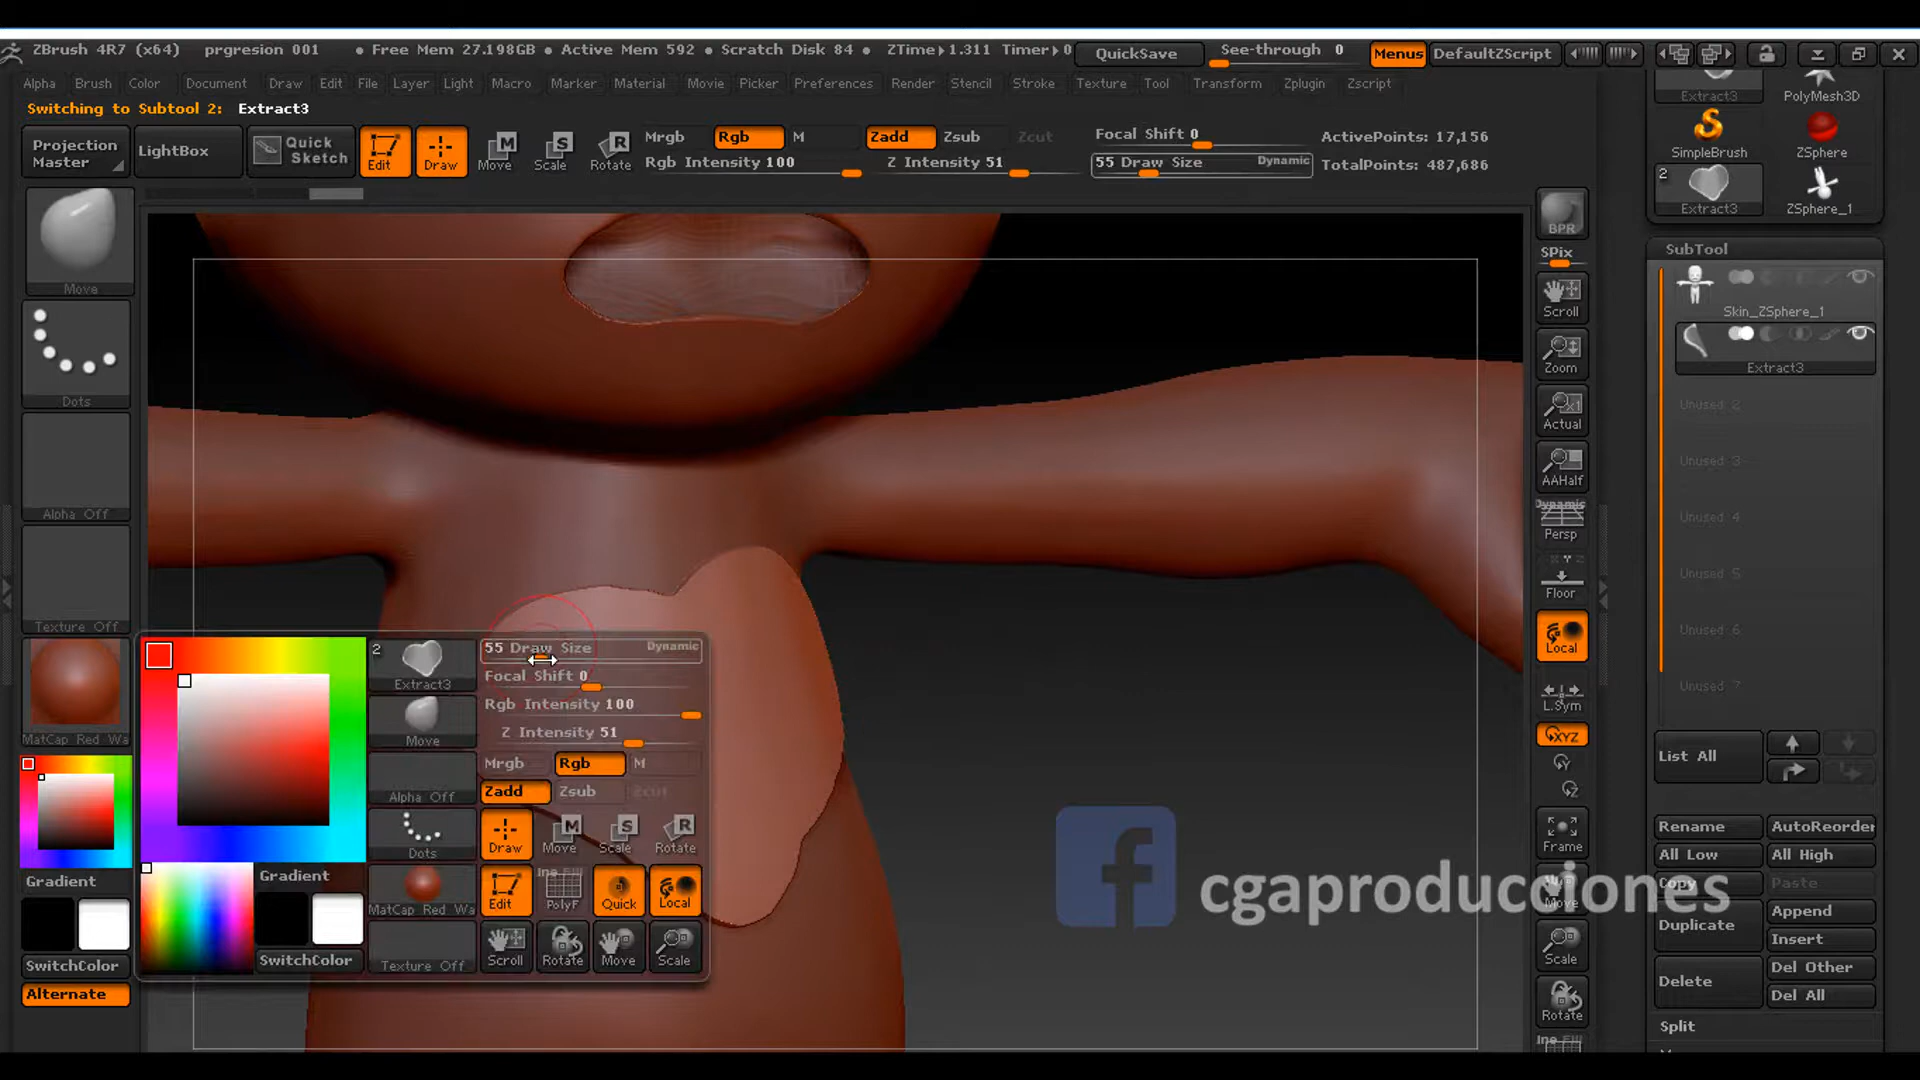 ZBrush 4R7 (x64) prgresion 001 • Free Mem 27.198GB • Active Mem 592 • Scratch Disk 84 • ZTime▸1.311 Timer▸0 QuickSave See-through 0 Menus DefaultZScript
Alpha Brush Color Document Draw Edit File Layer Light Macro Marker Material Movie Picker Preferences Render Stencil Stroke Texture Tool Transform Zplugin Zscript
Switching to Subtool 2: Extract3
Projection Master
LightBox
Quick Sketch
Edit
Draw
Move
Scale
Rotate
Mrgb Rgb M
Rgb Intensity 100
Zadd Zsub Zcut
Z Intensity 51
Focal Shift 0
55 Draw Size Dynamic
ActivePoints: 17,156
TotalPoints: 487,686
Move
Dots
Alpha Off
Texture Off
MatCap Red Wa
Gradient
SwitchColor
Alternate
Gradient
SwitchColor
2
Extract3
Move
Alpha Off
Dots
MatCap Red Wa
Texture Off
55 Draw Size Dynamic
Focal Shift 0
Rgb Intensity 100
Z Intensity 51
Mrgb Rgb M
Zadd Zsub Zcut
Draw Move Scale Rotate
Edit PolyF Quick Local
Scroll Rotate Move Scale
cgaproducciones
BPR
SPix
Scroll
Zoom
Actual
AAHalf
Dynamic
Persp
Floor
Local
L.Sym
XYZ
Frame
Move
Scale
Rotate
Extract3 PolyMesh3D
SimpleBrush ZSphere
2
Extract3 ZSphere_1
SubTool
Skin_ZSphere_1
Extract3
Unused 2
Unused 3
Unused 4
Unused 5
Unused 6
Unused 7
List All
Rename AutoReorder
All Low All High
Copy Paste
Duplicate Append
Insert
Delete Del Other
Del All
Split